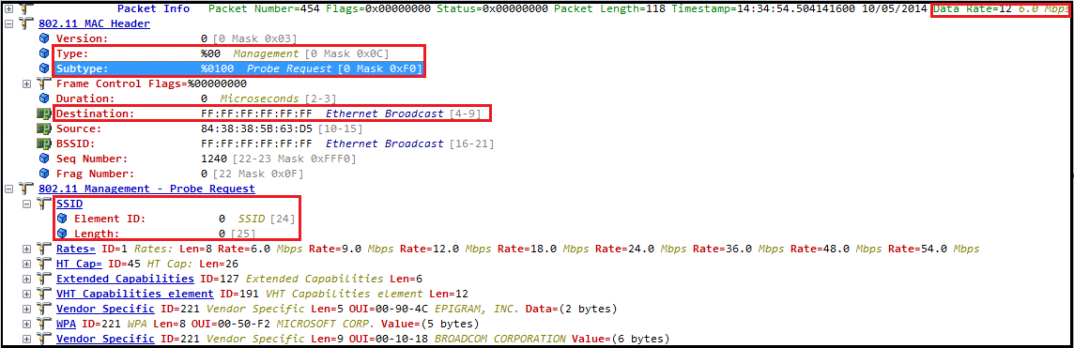 Packet Info Packet Number=454 Flags=0x00000000 Status=0x00000000 Packet Length=118 Timestamp=14:34:54.504141600 10/05/2014 Data Rate=12 6.0 Mbps
802.11 MAC Header
Version: 0 [0 Mask 0x03]
Type: %00 Management [0 Mask 0x0C]
Subtype: %0100 Probe Request [0 Mask 0xF0]
Frame Control Flags=%00000000
Duration: 0 Microseconds [2-3]
Destination: FF:FF:FF:FF:FF:FF Ethernet Broadcast [4-9]
Source: 84:38:38:5B:63:D5 [10-15]
BSSID: FF:FF:FF:FF:FF:FF Ethernet Broadcast [16-21]
Seq Number: 1240 [22-23 Mask 0xFFF0]
Frag Number: 0 [22 Mask 0x0F]
802.11 Management - Probe Request
SSID
Element ID: 0 SSID [24]
Length: 0 [25]
Rates= ID=1 Rates: Len=8 Rate=6.0 Mbps Rate=9.0 Mbps Rate=12.0 Mbps Rate=18.0 Mbps Rate=24.0 Mbps Rate=36.0 Mbps Rate=48.0 Mbps Rate=54.0 Mbps
HT Cap= ID=45 HT Cap: Len=26
Extended Capabilities ID=127 Extended Capabilities Len=6
VHT Capabilities element ID=191 VHT Capabilities element Len=12
Vendor Specific ID=221 Vendor Specific Len=5 OUI=00-90-4C EPIGRAM, INC. Data=(2 bytes)
WPA ID=221 WPA Len=8 OUI=00-50-F2 MICROSOFT CORP. Value=(5 bytes)
Vendor Specific ID=221 Vendor Specific Len=9 OUI=00-10-18 BROADCOM CORPORATION Value=(6 bytes)